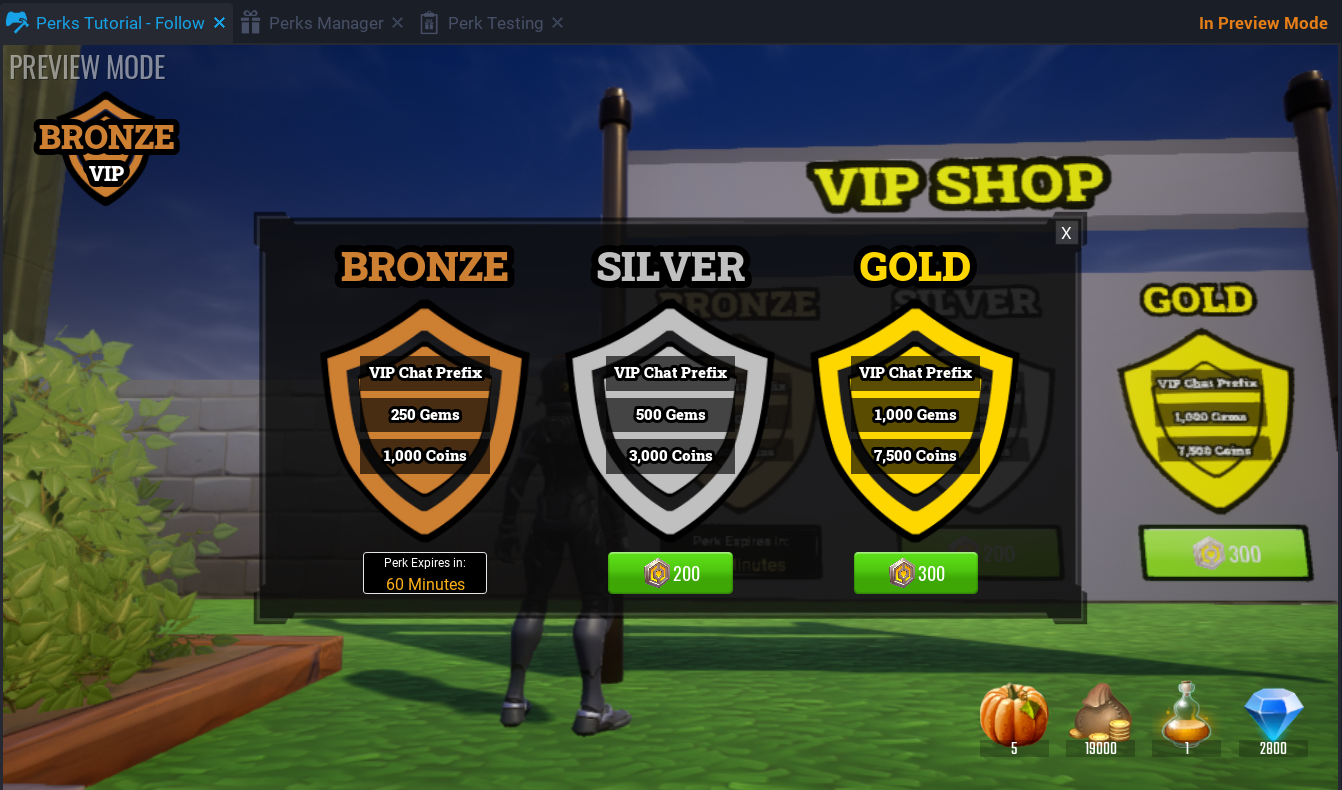 Perks Tutorial - Follow
Perks Manager
Perk Testing
In Preview Mode
PREVIEW MODE
BRONZE
VIP
VIP SHOP
X
BRONZE
SILVER
GOLD
VIP Chat Prefix
250 Gems
1,000 Coins
VIP Chat Prefix
500 Gems
3,000 Coins
VIP Chat Prefix
1,000 Gems
7,500 Coins
Perk Expires in:
60 Minutes
200
300
BRONZE
SILVER
GOLD
VIP Chat Prefix
1,000 Gems
7,500 Coins
Perk Expires in:
Minutes
200
300
5
19000
1
2800